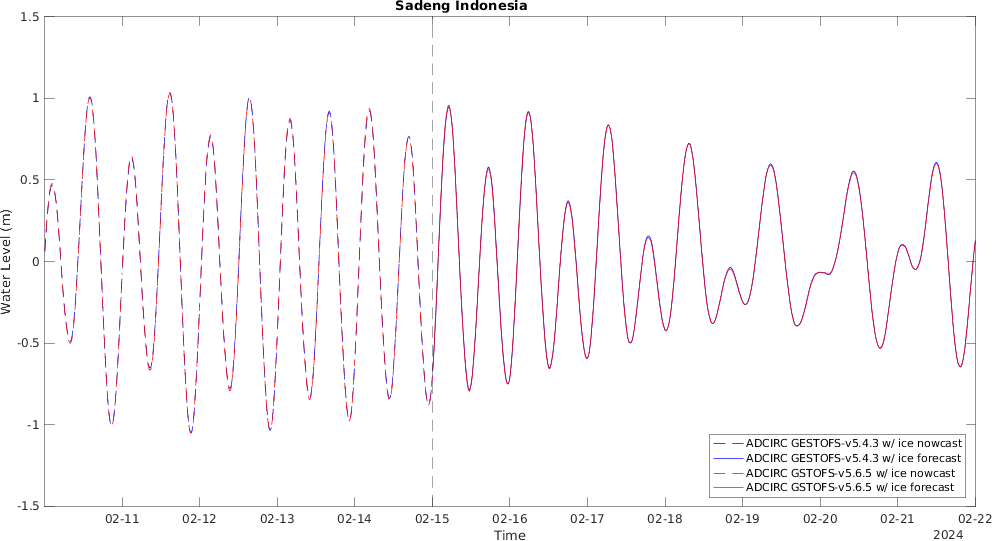 Sadeng Indonesia
1.5
1
0.5
0
-0.5
-1
-1.5
Water Level (m)
02-11
02-12
02-13
02-14
02-15
02-16
02-17
02-18
02-19
02-20
02-21
02-22
Time
2024
ADCIRC GESTOFS-v5.4.3 w/ ice nowcast
ADCIRC GESTOFS-v5.4.3 w/ ice forecast
ADCIRC GSTOFS-v5.6.5 w/ ice nowcast
ADCIRC GSTOFS-v5.6.5 w/ ice forecast